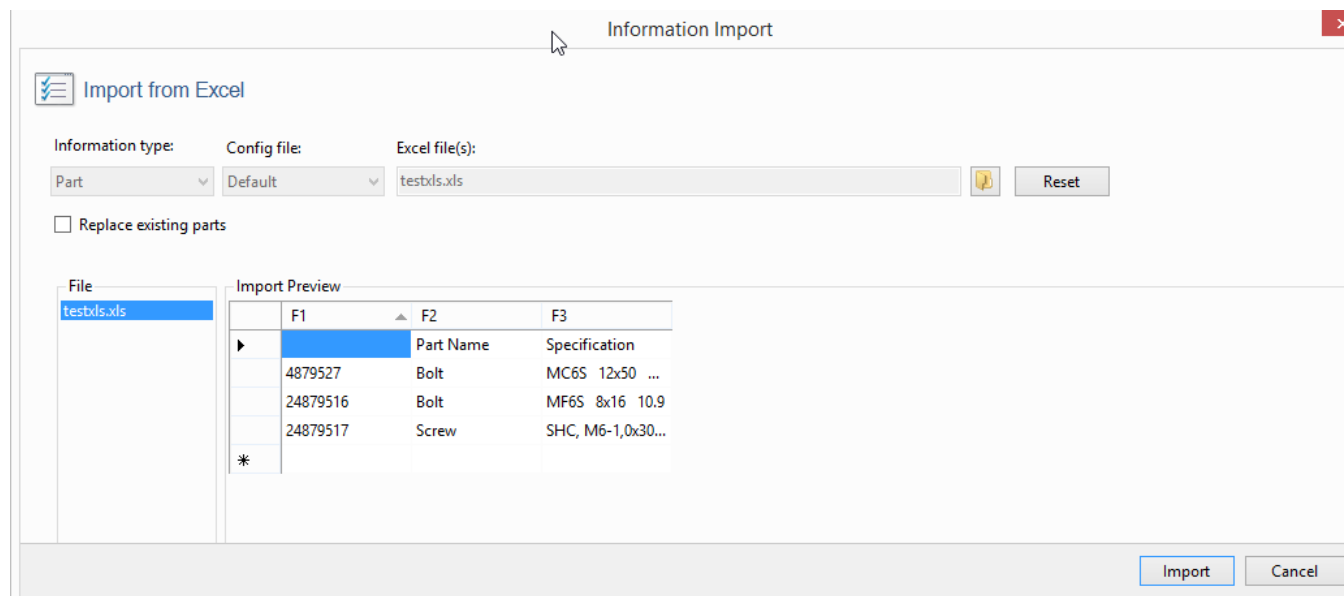 Information Import
Import from Excel
Information type:
Config file:
Excel file(s):
Part
Default
testxls.xls
Reset
Replace existing parts
File
testxls.xls
Import Preview
F1 F2 F3
Part Name Specification
4879527 Bolt MC6S 12x50 ...
24879516 Bolt MF6S 8x16 10.9
24879517 Screw SHC, M6-1,0x30...
Import
Cancel